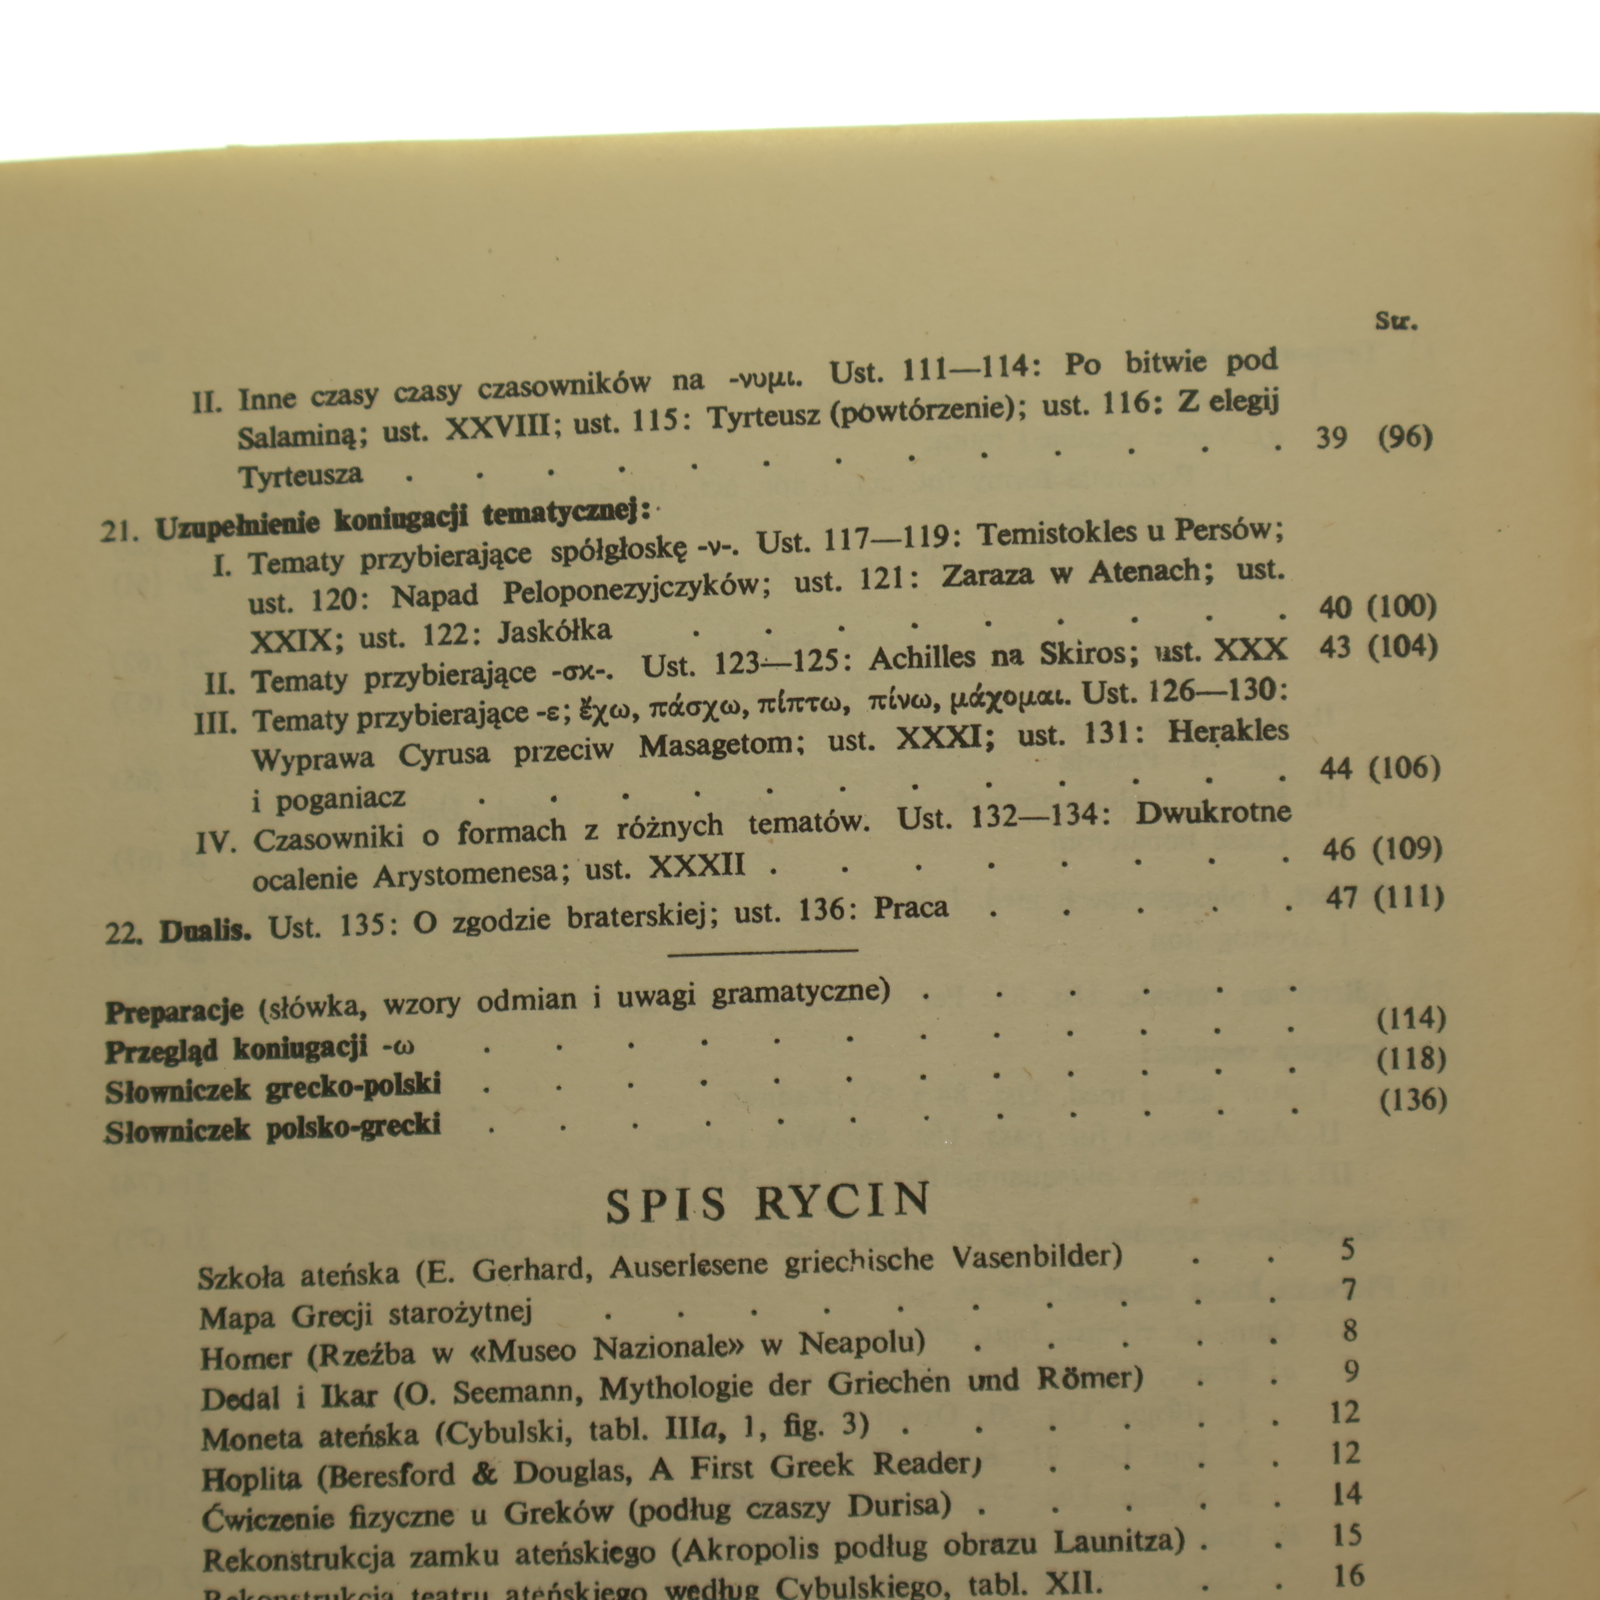 Str.
II. Inne czasy czasy czasowników na -νυμι. Ust. 111—114: Po bitwie pod
Salaminą; ust. XXVIII; ust. 115: Tyrteusz (powtórzenie); ust. 116: Z elegij
Tyrteusza . . . . . . . . . . . . . 39 (96)
21. Uzupełnienie koniugacji tematycznej:
I. Tematy przybierające spółgłoskę -ν-. Ust. 117—119: Temistokles u Persów;
ust. 120: Napad Peloponezyjczyków; ust. 121: Zaraza w Atenach; ust.
XXIX; ust. 122: Jaskółka . . . . . . . . . 40 (100)
II. Tematy przybierające -σκ-. Ust. 123—125: Achilles na Skiros; ust. XXX 43 (104)
III. Tematy przybierające -ε; ἔχω, πάσχω, πίπτω, πίνω, μάχομαι. Ust. 126—130:
Wyprawa Cyrusa przeciw Masagetom; ust. XXXI; ust. 131: Herakles
i poganiacz . . . . . . . . . . . . 44 (106)
IV. Czasowniki o formach z różnych tematów. Ust. 132—134: Dwukrotne
ocalenie Arystomenesa; ust. XXXII . . . . . . . . 46 (109)
22. Dualis. Ust. 135: O zgodzie braterskiej; ust. 136: Praca . . . . . 47 (111)
Preparacje (słówka, wzory odmian i uwagi gramatyczne) . . . . . .
Przegląd koniugacji -ω . . . . . . . . . . . . (114)
Słowniczek grecko-polski . . . . . . . . . . . . (118)
Słowniczek polsko-grecki . . . . . . . . . . . . (136)
SPIS RYCIN
Szkoła ateńska (E. Gerhard, Auserlesene griechische Vasenbilder) . . 5
Mapa Grecji starożytnej . . . . . . . . . . 7
Homer (Rzeźba w «Museo Nazionale» w Neapolu) . . . . . 8
Dedal i Ikar (O. Seemann, Mythologie der Griechen und Römer) . . 9
Moneta ateńska (Cybulski, tabl. IIIa, 1, fig. 3) . . . . . . 12
Hoplita (Beresford & Douglas, A First Greek Reader) . . . . 12
Ćwiczenie fizyczne u Greków (podług czaszy Durisa) . . . . . 14
Rekonstrukcja zamku ateńskiego (Akropolis podług obrazu Launitza) . . 15
Rekonstrukcja teatru ateńskiego według Cybulskiego, tabl. XII. . . 16